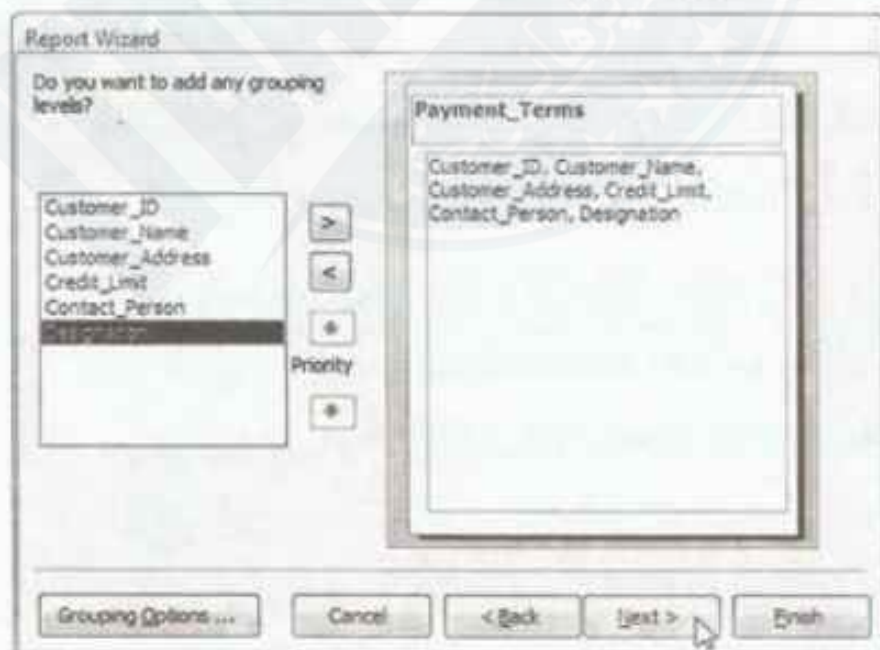 Report Wizard
Do you want to add any grouping
levels?
Customer_ID
Customer_Name
Customer_Address
Credit_Limit
Contact_Person
Designation
>
<
Priority
Payment_Terms
Customer_ID, Customer_Name,
Customer_Address, Credit_Limit,
Contact_Person, Designation
Grouping Options ...
Cancel
< Back
Next >
Finish